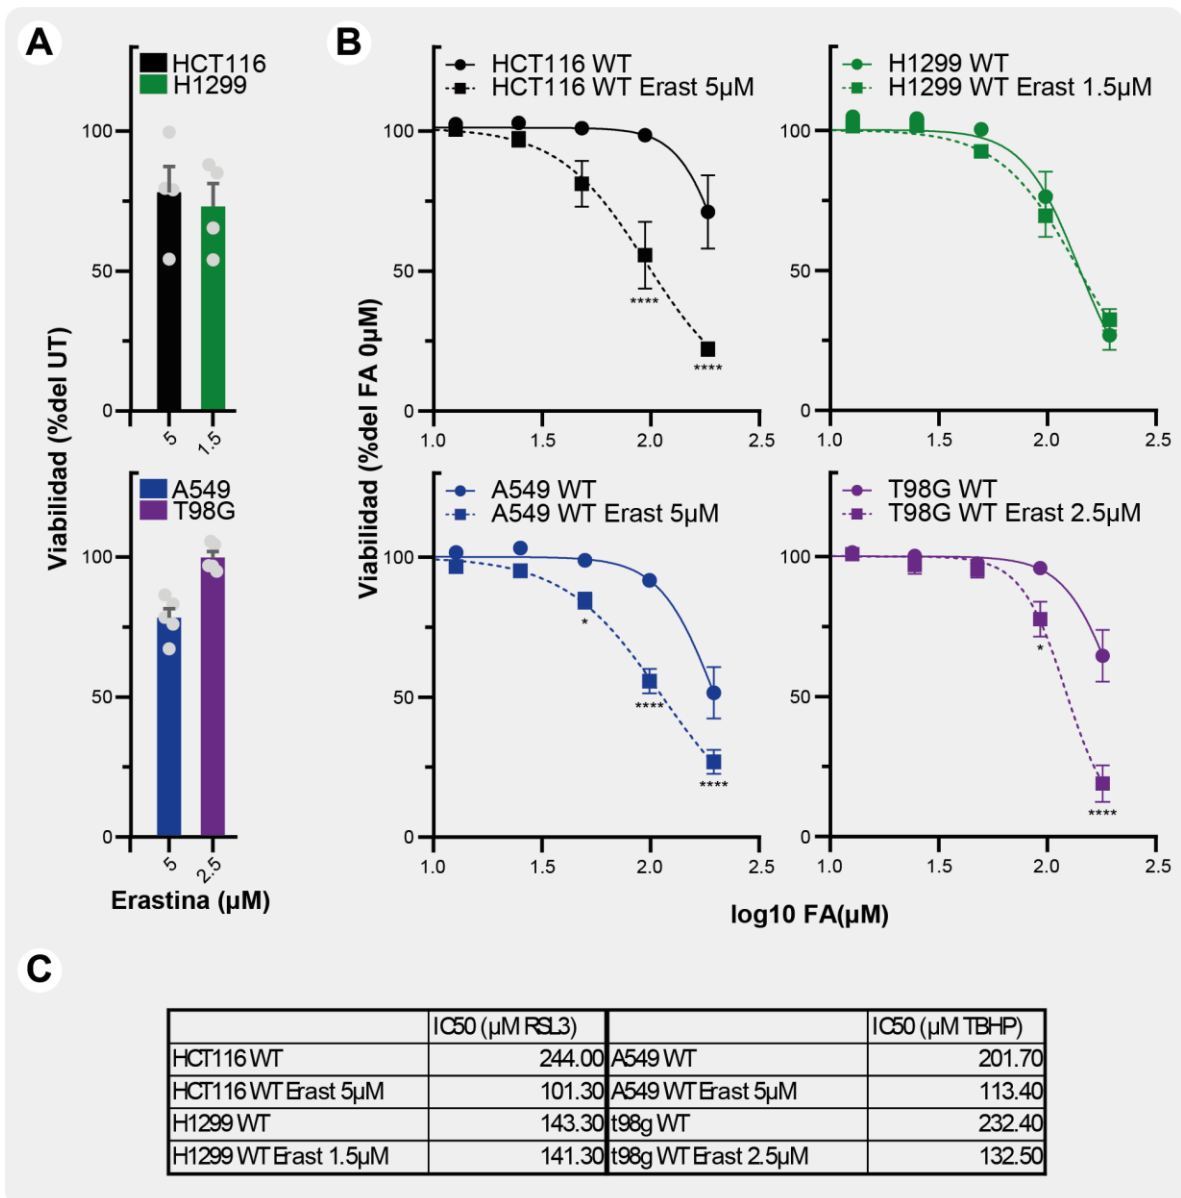 A
HCT116
H1299
100
50
0
5
1.5
A549
T98G
100
50
0
5
2.5
Viabilidad (%del UT)
Erastina (µM)
B
HCT116 WT
HCT116 WT Erast 5µM
100
50
0
****
****
1.0
1.5
2.0
2.5
H1299 WT
H1299 WT Erast 1.5µM
100
50
0
1.0
1.5
2.0
2.5
A549 WT
A549 WT Erast 5µM
100
50
0
*
****
****
1.0
1.5
2.0
2.5
T98G WT
T98G WT Erast 2.5µM
100
50
0
*
****
1.0
1.5
2.0
2.5
Viabilidad (%del FA 0µM)
log10 FA(µM)
C
IC50 (µM RSL3) IC50 (µM TBHP)
HCT116 WT 244.00 A549 WT 201.70
HCT116 WT Erast 5µM 101.30 A549 WT Erast 5µM 113.40
H1299 WT 143.30 t98g WT 232.40
H1299 WT Erast 1.5µM 141.30 t98g WT Erast 2.5µM 132.50